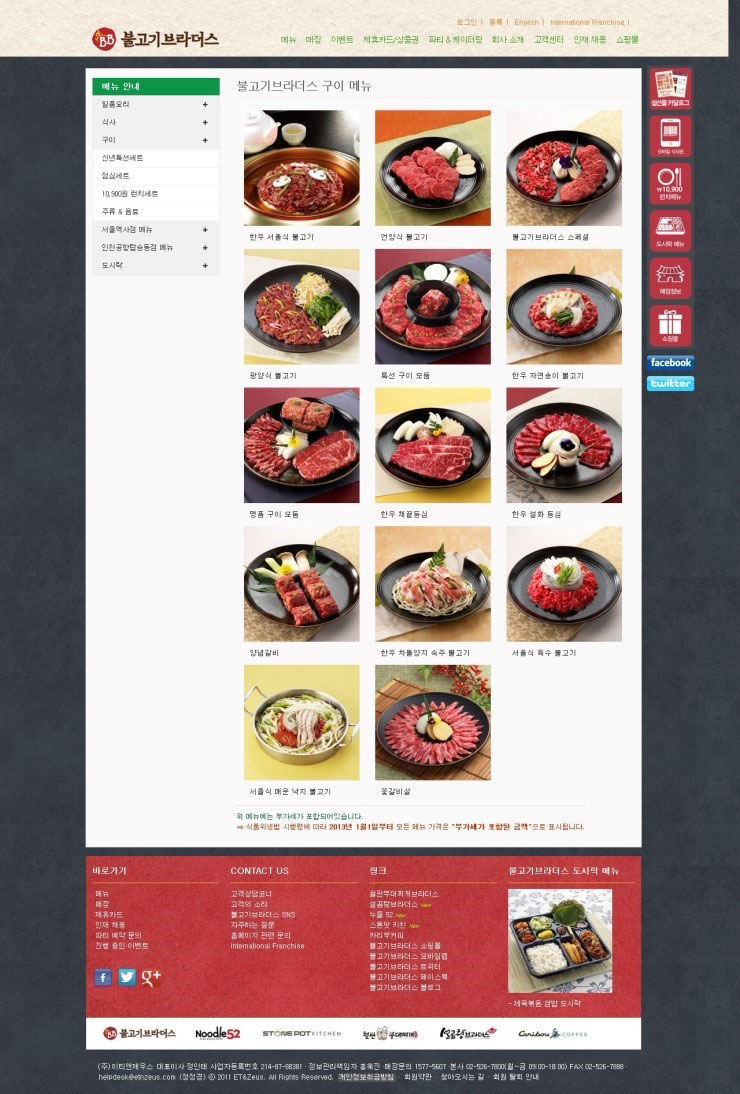 로그인 | 등록 | English | International Franchise |
불고기브라더스
메뉴 매장 이벤트 제휴카드/상품권 파티 & 케이터링 회사 소개 고객센터 인재 채용 쇼핑몰
메뉴 안내
일품요리 +
식사 +
구이 +
신년특선세트
점심세트
10,900원 런치세트
주류 & 음료
서울역사점 메뉴 +
인천공항탑승동점 메뉴 +
도시락 +
불고기브라더스 구이 메뉴
한우 서울식 불고기
언양식 불고기
불고기브라더스 스페셜
광양식 불고기
특선 구이 모둠
한우 자연송이 불고기
명품 구이 모둠
한우 채끝등심
한우 설화 등심
양념갈비
한우 차돌양지 숙주 불고기
서울식 육수 불고기
서울식 매운 낙지 불고기
꽃갈비살
위 메뉴에는 부가세가 포함되어있습니다.
⇨ 식품위생법 시행령에 따라 2013년 1월1일부터 모든 메뉴 가격은 "부가세가 포함된 금액"으로 표시됩니다.
설선물 카달로그
모바일 식사권
₩10,900
런치메뉴
도시락 메뉴
매장정보
쇼핑몰
facebook
twitter
바로가기
메뉴
매장
제휴카드
인재 채용
파티 예약 문의
진행 중인 이벤트
CONTACT US
고객상담코너
고객의 소리
불고기브라더스 SNS
자주하는 질문
홈페이지 관련 문의
International Franchise
링크
철판부대찌개브라더스
설곰탕브라더스 New
누들 52 New
스톤팟 키친 New
카리부커피
불고기브라더스 쇼핑몰
불고기브라더스 모바일웹
불고기브라더스 트위터
불고기브라더스 페이스북
불고기브라더스 블로그
불고기브라더스 도시락 메뉴
- 제육볶음 쌈밥 도시락
불고기브라더스 Noodle52 STONE POT KITCHEN 철판부대찌개 설곰탕브라더스 Caribou COFFEE
(주)이티앤제우스 대표이사 정인태 사업자등록번호 214-87-88381 · 정보관리책임자 홍혜진 ·매장문의 1577-5607 ·본사 02-526-7800(월~금 09:00-18:00) FAX 02-526-7888 ·
helpdesk@etnzeus.com (정정경) ⓒ 2011 ET&Zeus. All Rights Reserved. 개인정보취급방침 · 회원약관 · 찾아오시는 길 · 회원 탈퇴 안내